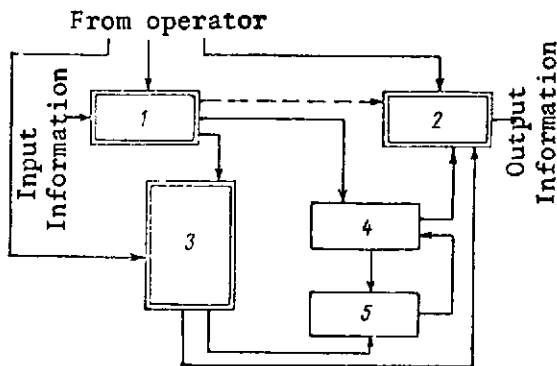 From operator
Input
Information
1
2
Output
Information
3
4
5